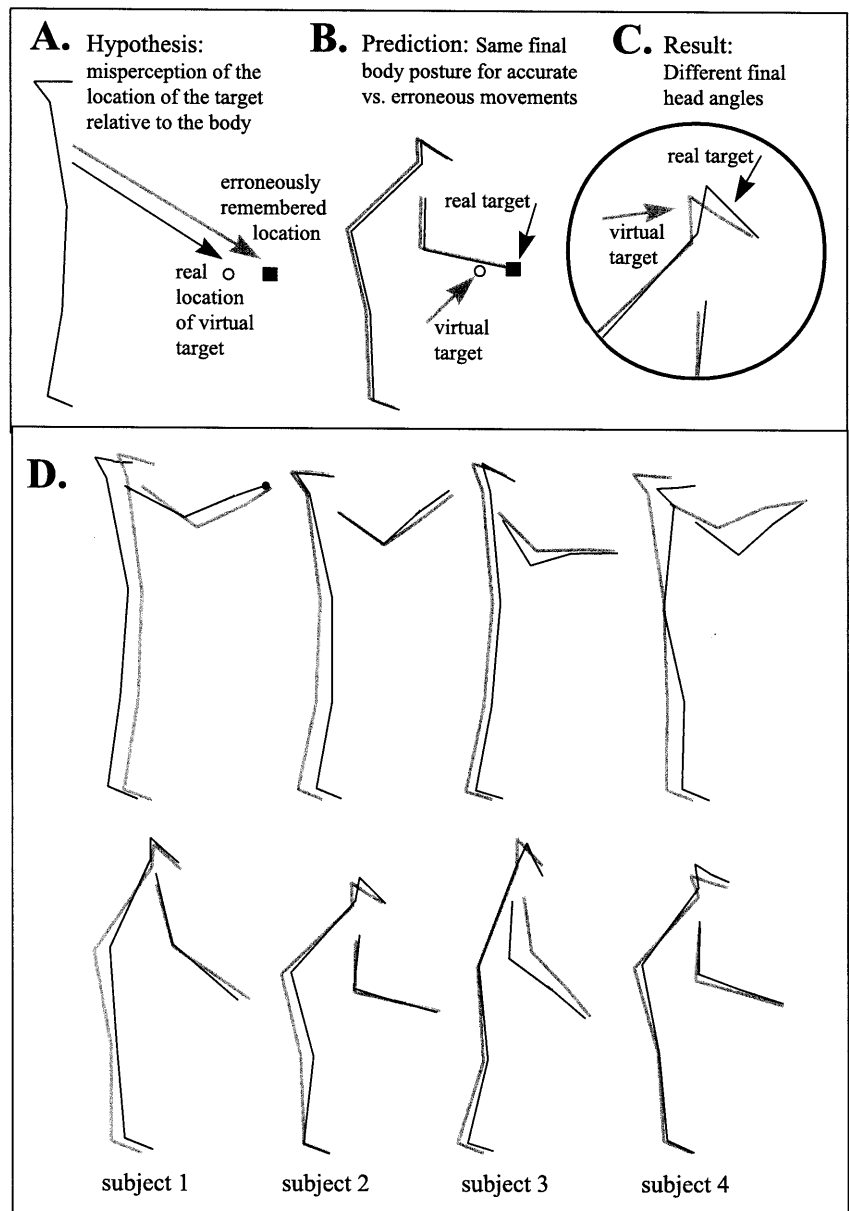 A. Hypothesis:
misperception of the
location of the target
relative to the body
erroneously
remembered
location
real
location
of virtual
target
B. Prediction: Same final
body posture for accurate
vs. erroneous movements
real target
virtual
target
C. Result:
Different final
head angles
real target
virtual
target
D.
subject 1
subject 2
subject 3
subject 4